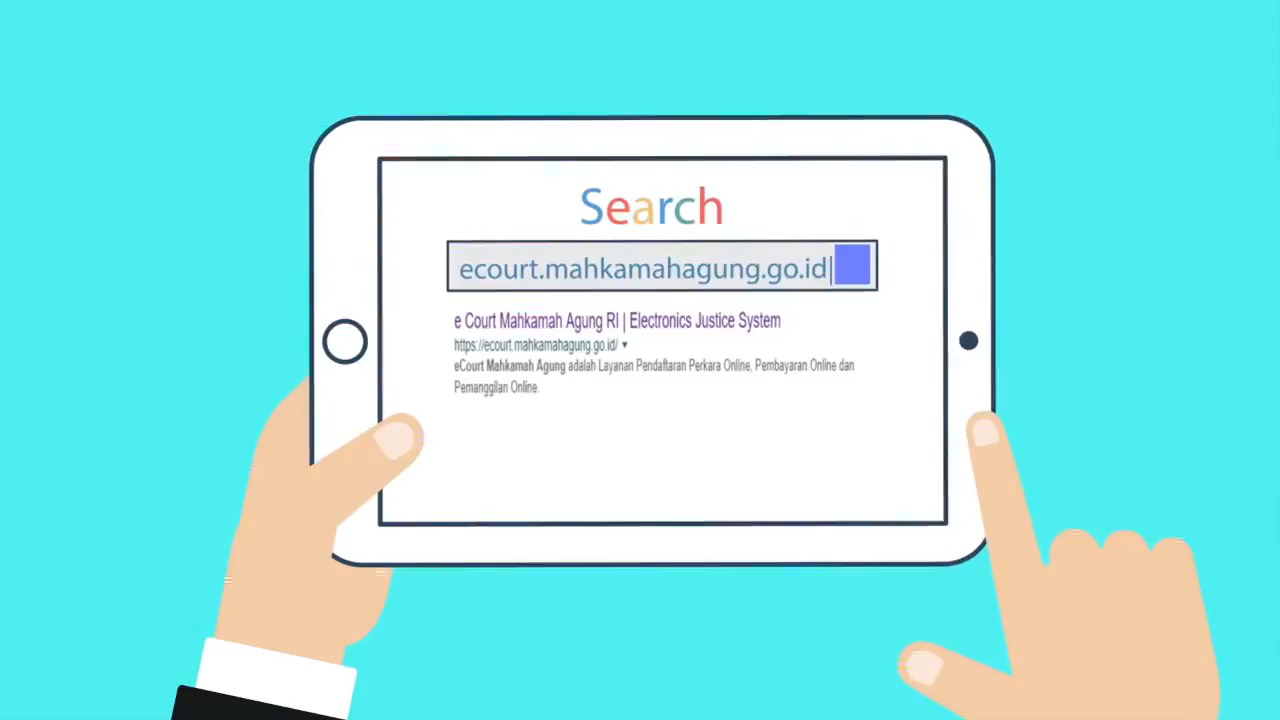 Search
ecourt.mahkamahagung.go.id
e Court Mahkamah Agung RI | Electronics Justice System
https://ecourt.mahkamahagung.go.id/
eCourt Mahkamah Agung adalah Layanan Pendaftaran Perkara Online, Pembayaran Online dan
Pemanggilan Online.